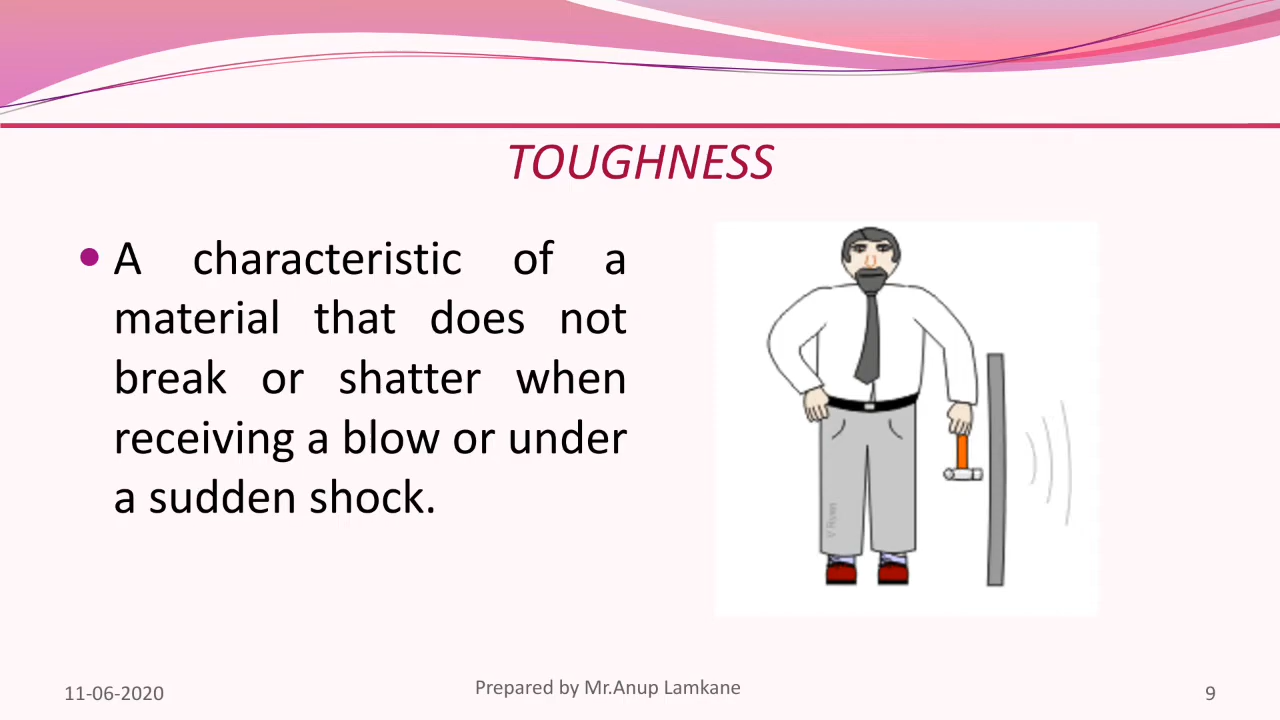 TOUGHNESS
A characteristic of a
material that does not
break or shatter when
receiving a blow or under
a sudden shock.
11-06-2020
Prepared by Mr.Anup Lamkane
9